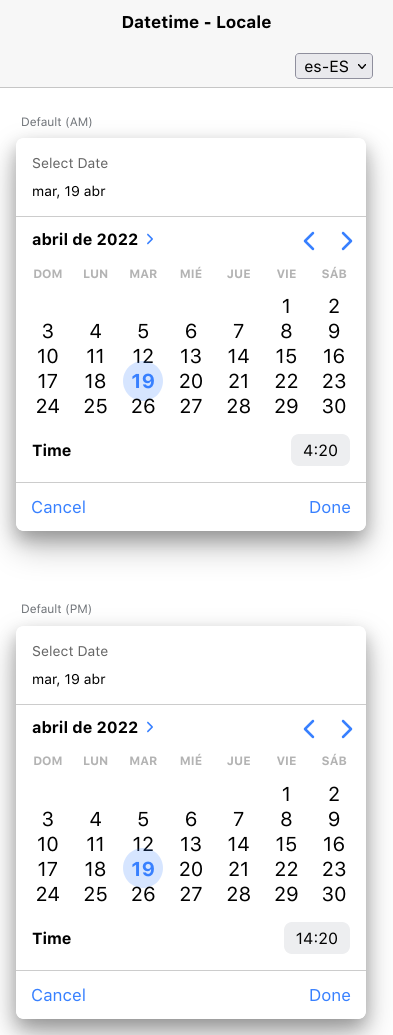 Datetime - Locale
es-ES
Default (AM)
Select Date
mar, 19 abr
abril de 2022
DOM LUN MAR MIÉ JUE VIE SÁB
1 2
3 4 5 6 7 8 9
10 11 12 13 14 15 16
17 18 19 20 21 22 23
24 25 26 27 28 29 30
Time 4:20
Cancel Done
Default (PM)
Select Date
mar, 19 abr
abril de 2022
DOM LUN MAR MIÉ JUE VIE SÁB
1 2
3 4 5 6 7 8 9
10 11 12 13 14 15 16
17 18 19 20 21 22 23
24 25 26 27 28 29 30
Time 14:20
Cancel Done